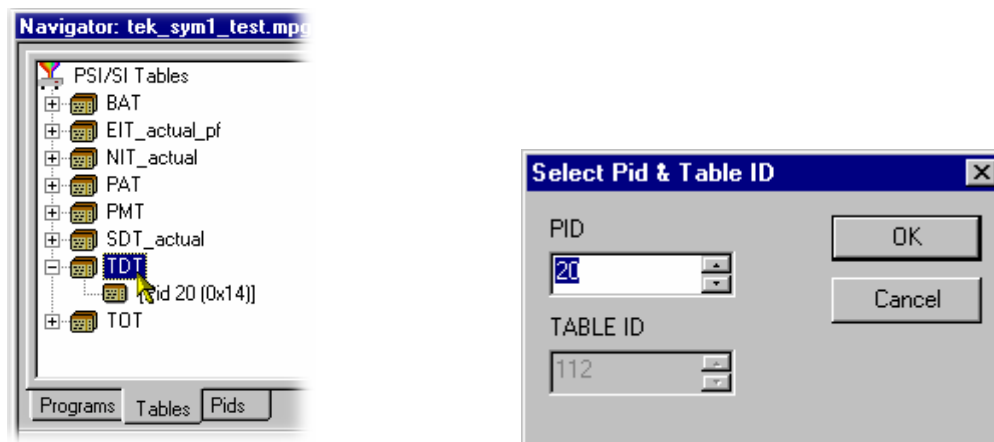 Navigator: tek_sym1_test.mpg
PSI/SI Tables
BAT
EIT_actual_pf
NIT_actual
PAT
PMT
SDT_actual
TDT
id 20 (0x14)]
TOT
Programs Tables Pids
Select Pid & Table ID
PID
20
OK
Cancel
TABLE ID
112